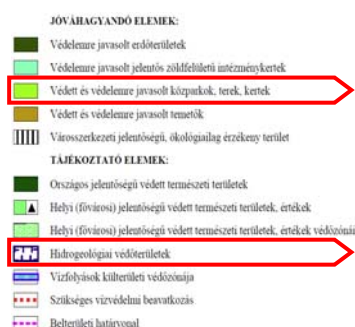 JÓVÁHAGYANDÓ ELEMEK:
Védelemre javasolt erdőterületek
Védelemre javasolt jelentős zöldfelületű intézménykertek
Védett és védelemre javasolt közparkok, terek, kertek
Védett és védelemre javasolt temetők
Városszerkezeti jelentőségű, ökológiailag érzékeny terület
TÁJÉKOZTATÓ ELEMEK:
Országos jelentőségű védett természeti területek
Helyi (fővárosi) jelentőségű védett természeti területek, értékek
Helyi (fővárosi) jelentőségű védett természeti területek, értékek védőzónái
Hidrogeológiai védőterületek
Vízfolyások külterületi védőzónája
Szükséges vízvédelmi beavatkozás
Belterületi határvonal